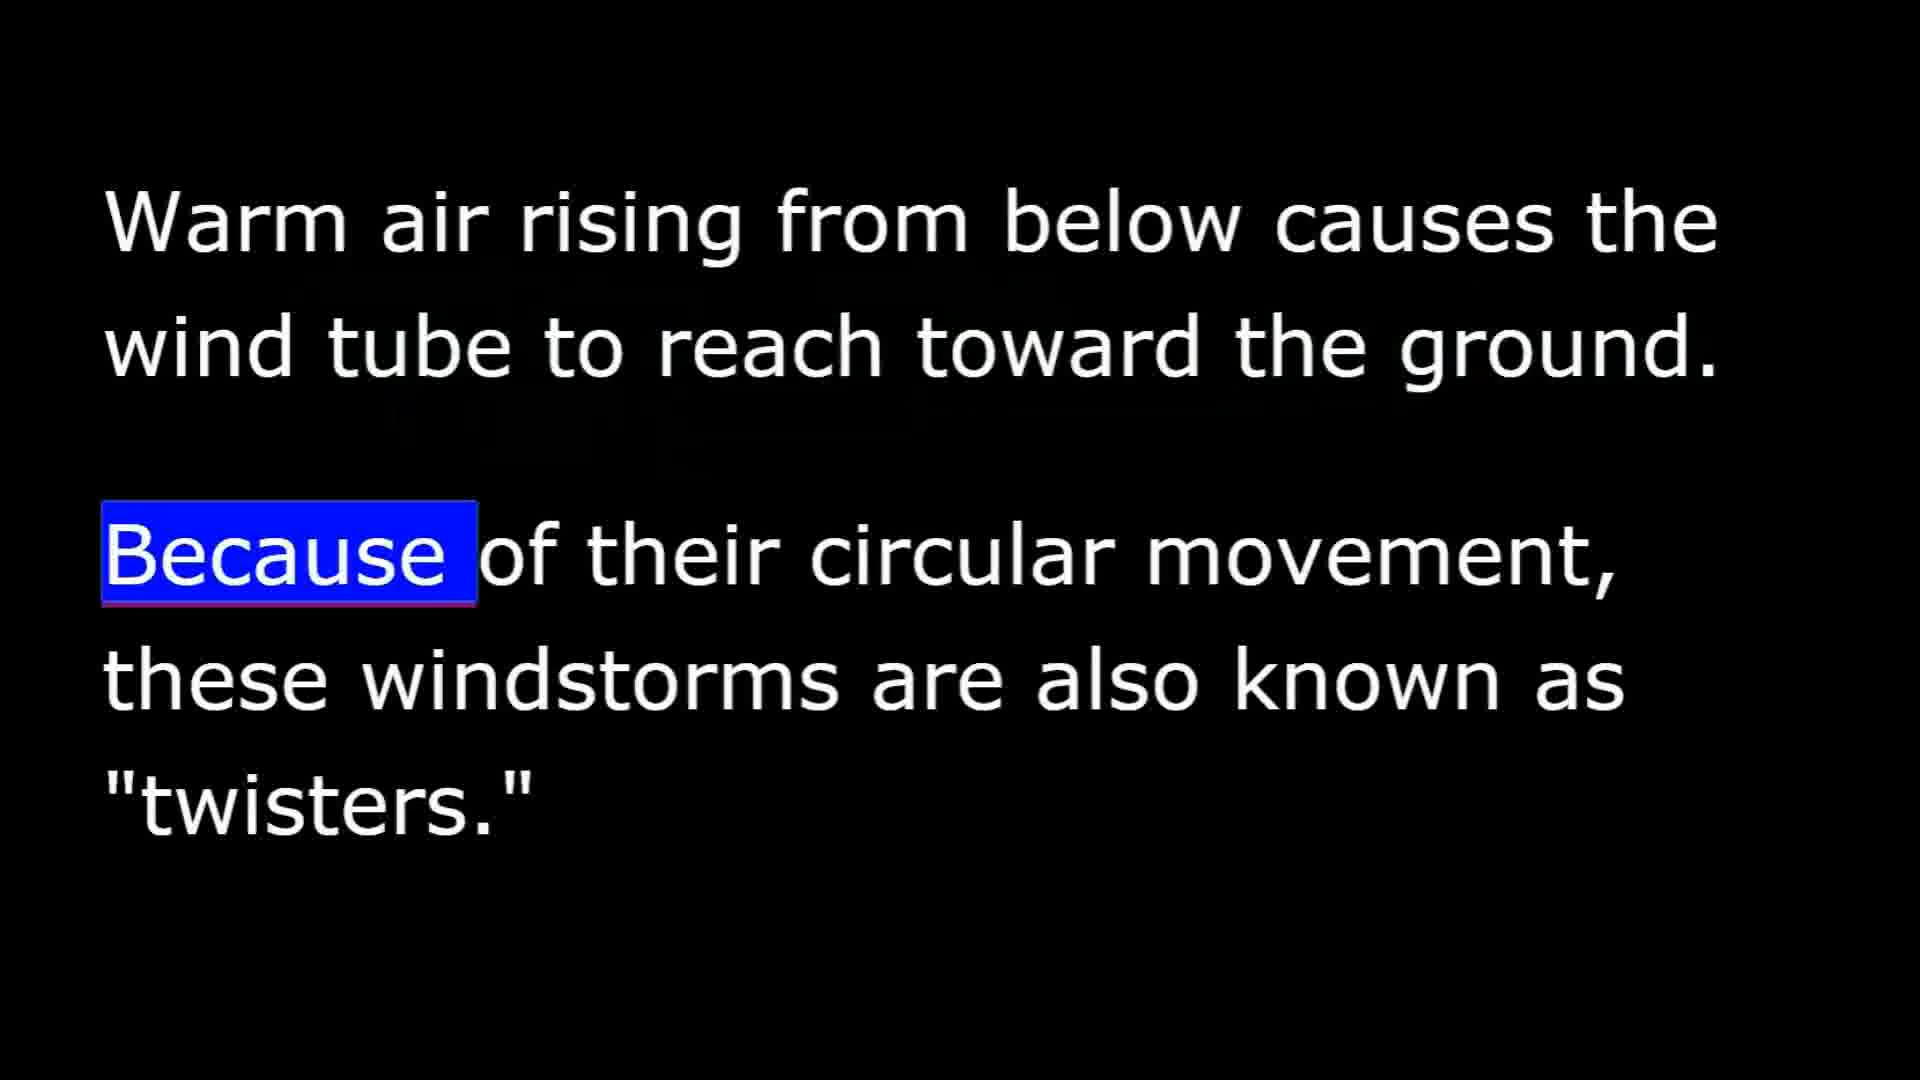 Warm air rising from below causes the
wind tube to reach toward the ground.
Because of their circular movement,
these windstorms are also known as
"twisters."